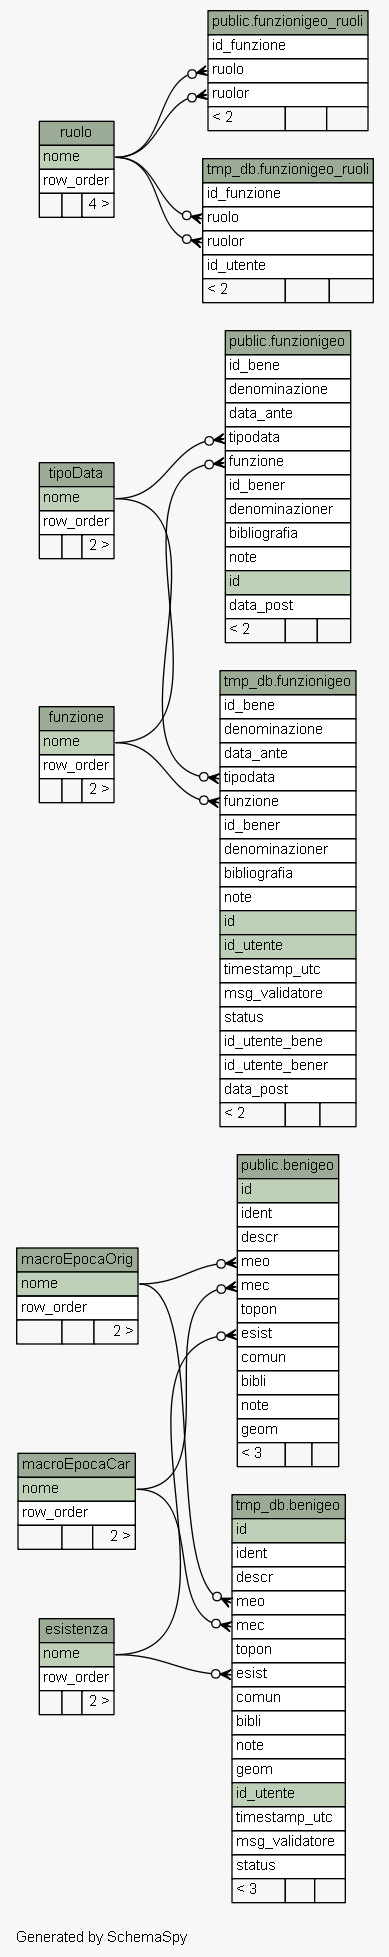 public.funzionigeo_ruoli
id_funzione
ruolo
ruolor
< 2
ruolo
nome
row_order
4 >
tmp_db.funzionigeo_ruoli
id_funzione
ruolo
ruolor
id_utente
< 2
public.funzionigeo
id_bene
denominazione
data_ante
tipodata
funzione
id_bener
denominazioner
bibliografia
note
id
data_post
< 2
tipoData
nome
row_order
2 >
tmp_db.funzionigeo
id_bene
denominazione
data_ante
tipodata
funzione
id_bener
denominazioner
bibliografia
note
id
id_utente
timestamp_utc
msg_validatore
status
id_utente_bene
id_utente_bener
data_post
< 2
funzione
nome
row_order
2 >
public.benigeo
id
ident
descr
meo
mec
topon
esist
comun
bibli
note
geom
< 3
macroEpocaOrig
nome
row_order
2 >
macroEpocaCar
nome
row_order
2 >
tmp_db.benigeo
id
ident
descr
meo
mec
topon
esist
comun
bibli
note
geom
id_utente
timestamp_utc
msg_validatore
status
< 3
esistenza
nome
row_order
2 >
Generated by SchemaSpy